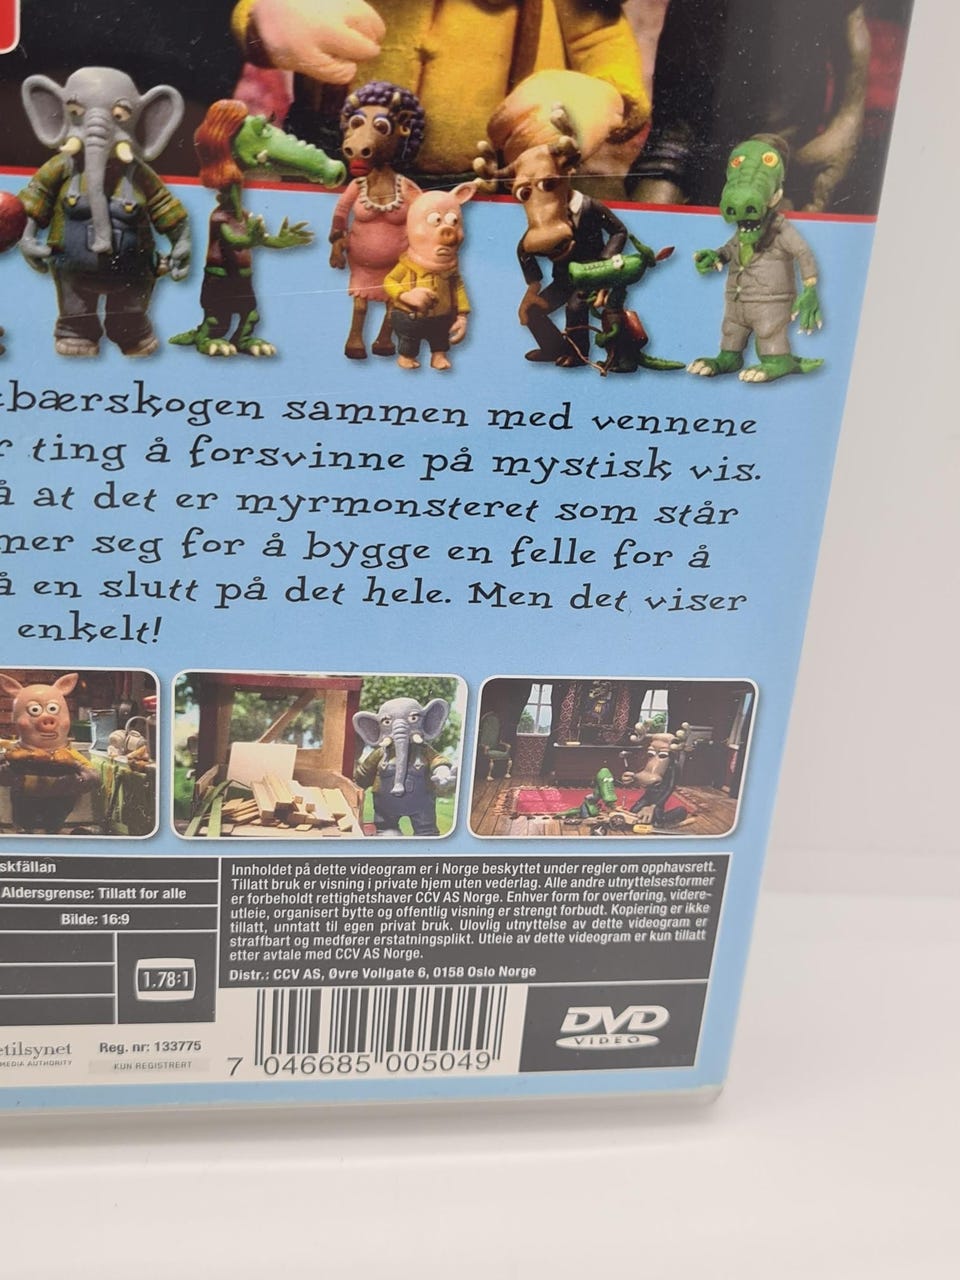 bærskogen sammen med vennene
ting å forsvinne på mystisk vis.
å at det er myrmonsteret som står
mer seg for å bygge en felle for å
å en slutt på det hele. Men det viser
enkelt!
skfällan
Aldersgrense: Tillatt for alle
Bilde: 16:9
1.78:1
Innholdet på dette videogram er i Norge beskyttet under regler om opphavsrett.
Tillatt bruk er visning i private hjem uten vederlag. Alle andre utnyttelsesformer
er forbeholdt rettighetshaver CCV AS Norge. Enhver form for overføring, videre-
utleie, organisert bytte og offentlig visning er strengt forbudt. Kopiering er ikke
tillatt, unntatt til egen privat bruk. Ulovlig utnyttelse av dette videogram er
straffbart og medfører erstatningsplikt. Utleie av dette videogram er kun tillatt
etter avtale med CCV AS Norge.
Distr.: CCV AS, Øvre Vollgate 6, 0158 Oslo Norge
etilsynet
MEDIA AUTHORITY
Reg. nr: 133775
KUN REGISTRERT
7 046685 005049
DVD
VIDEO